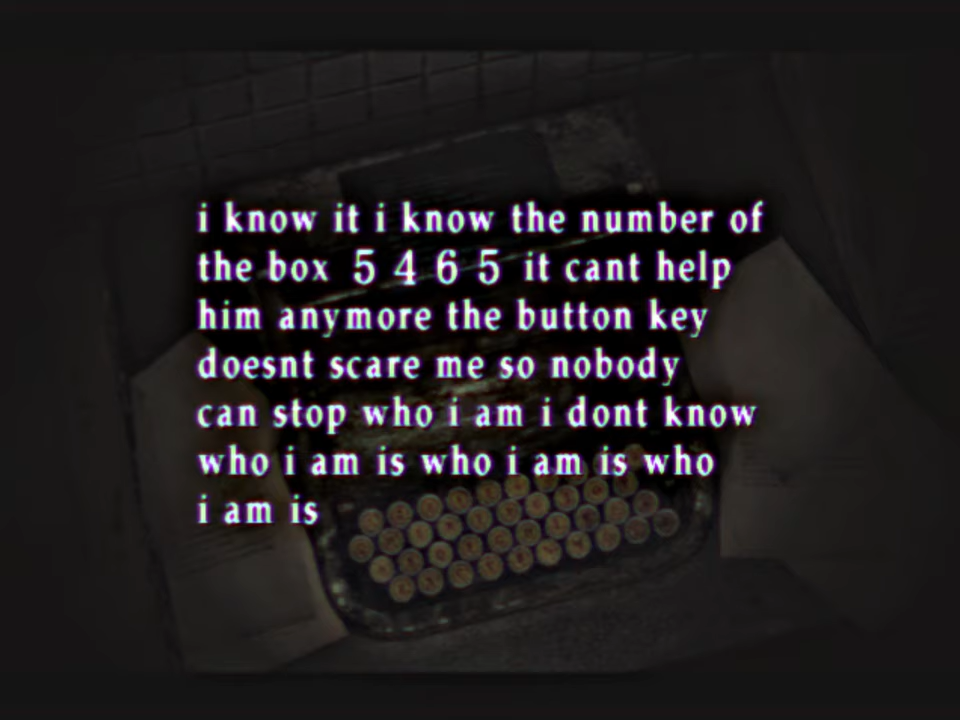 i know it i know the number of
the box 5 4 6 5 it cant help
him anymore the button key
doesnt scare me so nobody
can stop who i am i dont know
who i am is who i am is who
i am is